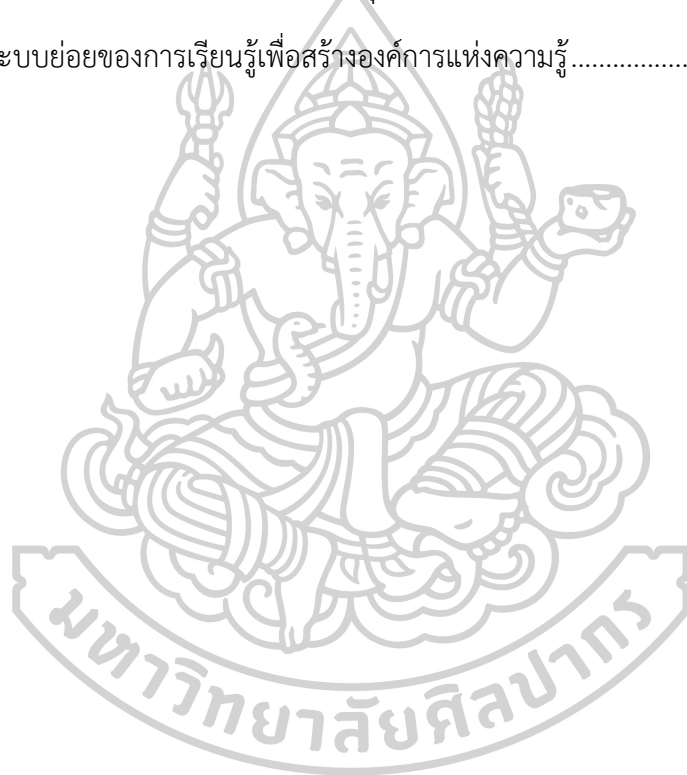 ะบบย่อยของการเรียนรู้เพื่อสร้างองค์การแห่งความรู้.................
มหาวิทยาลัยศิลปากร